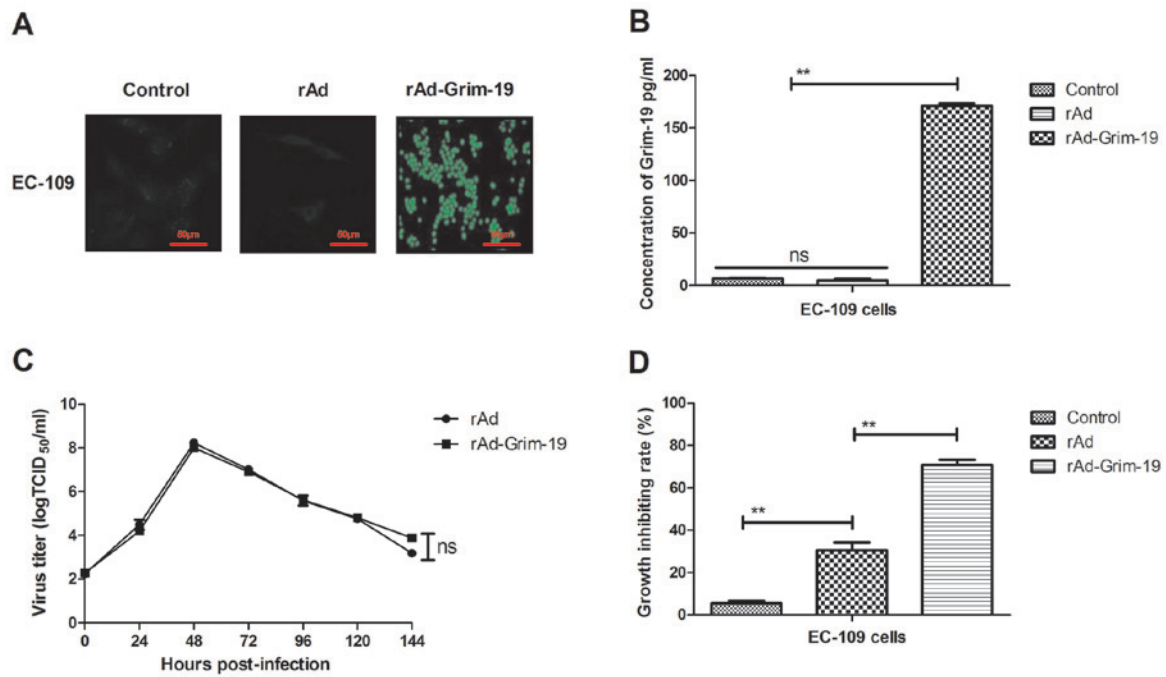 A
Control rAd rAd-Grim-19
EC-109
50µm 50µm
B
Concentration of Grim-19 pg/ml
200
150
100
50
0
**
ns
EC-109 cells
Control
rAd
rAd-Grim-19
C
Virus titer (logTCID50/ml)
10
8
6
4
2
0
0 24 48 72 96 120 144
Hours post-infection
rAd
rAd-Grim-19
ns
D
Growth inhibiting rate (%)
100
80
60
40
20
0
**
**
EC-109 cells
Control
rAd
rAd-Grim-19